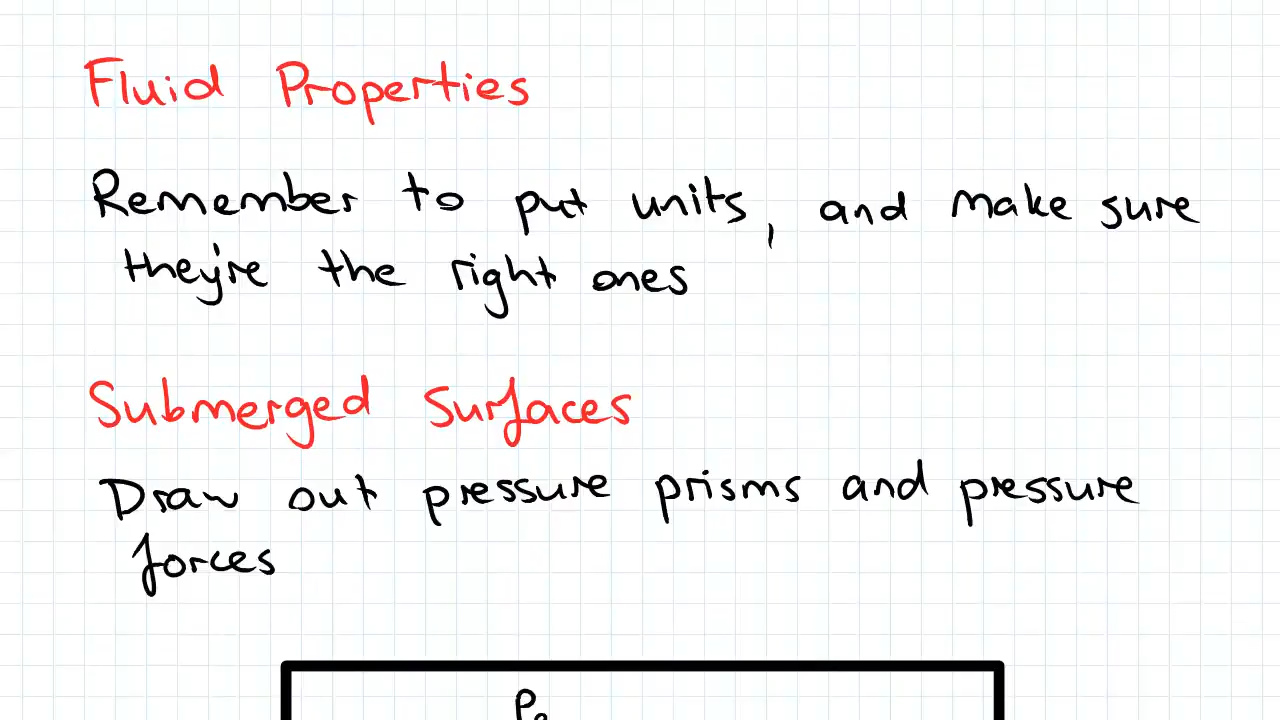 Fluid Properties
Remember to put units, and make sure
they're the right ones
Submerged Surfaces
Draw out pressure prisms and pressure
forces